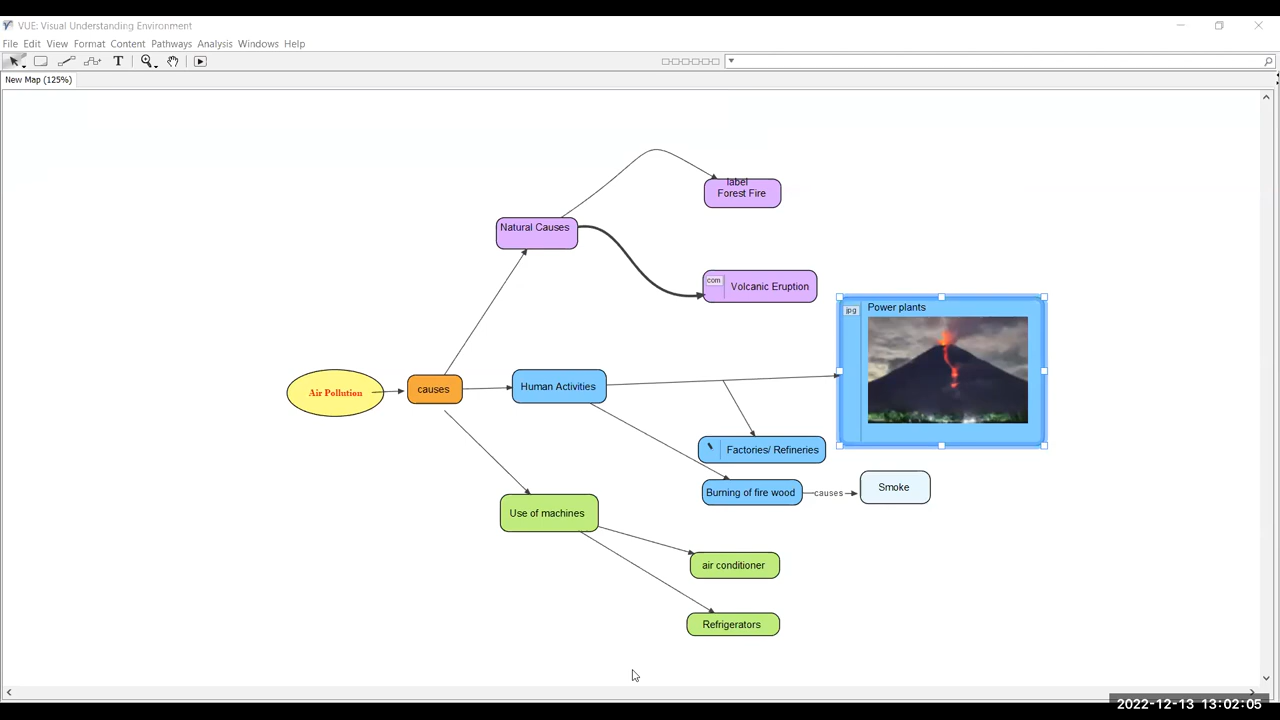 VUE: Visual Understanding Environment
File Edit View Format Content Pathways Analysis Windows Help
T
New Map (125%)
label
Forest Fire
Natural Causes
com
Volcanic Eruption
jpg
Power plants
Air Pollution
causes
Human Activities
Factories/ Refineries
Burning of fire wood
causes
Smoke
Use of machines
air conditioner
Refrigerators
2022-12-13 13:02:05